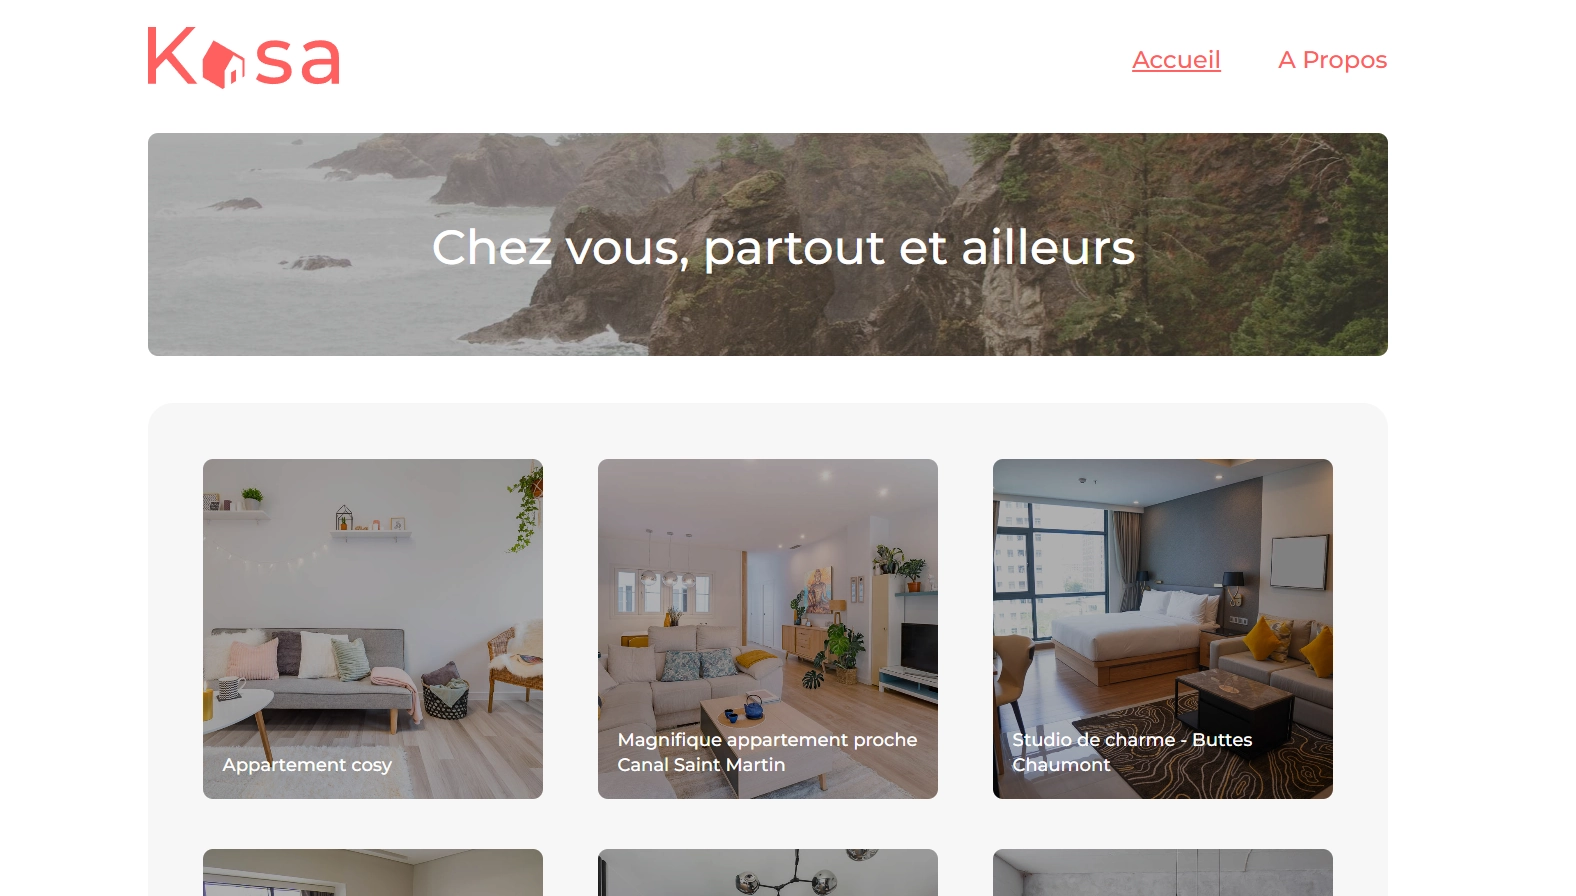 Kasa
Accueil
A Propos
Chez vous, partout et ailleurs
Appartement cosy
Magnifique appartement proche
Canal Saint Martin
Studio de charme - Buttes
Chaumont